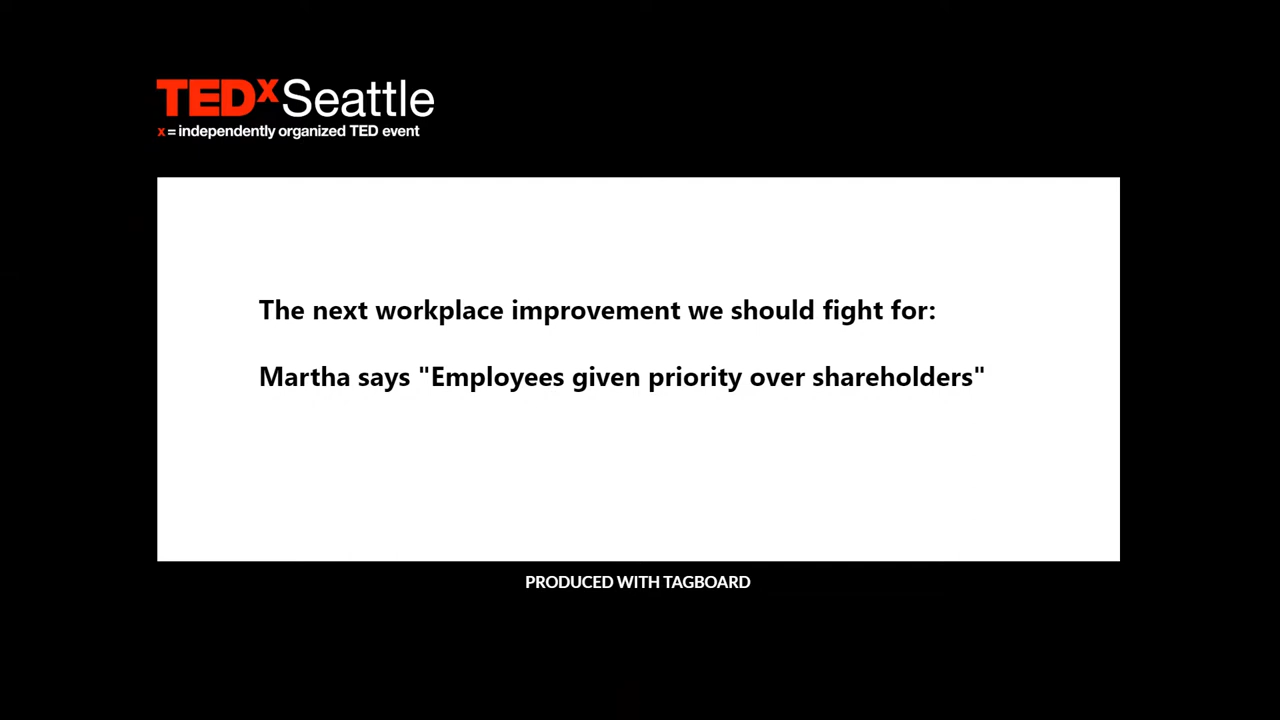 TEDxSeattle
x = independently organized TED event
The next workplace improvement we should fight for:
Martha says "Employees given priority over shareholders"
PRODUCED WITH TAGBOARD